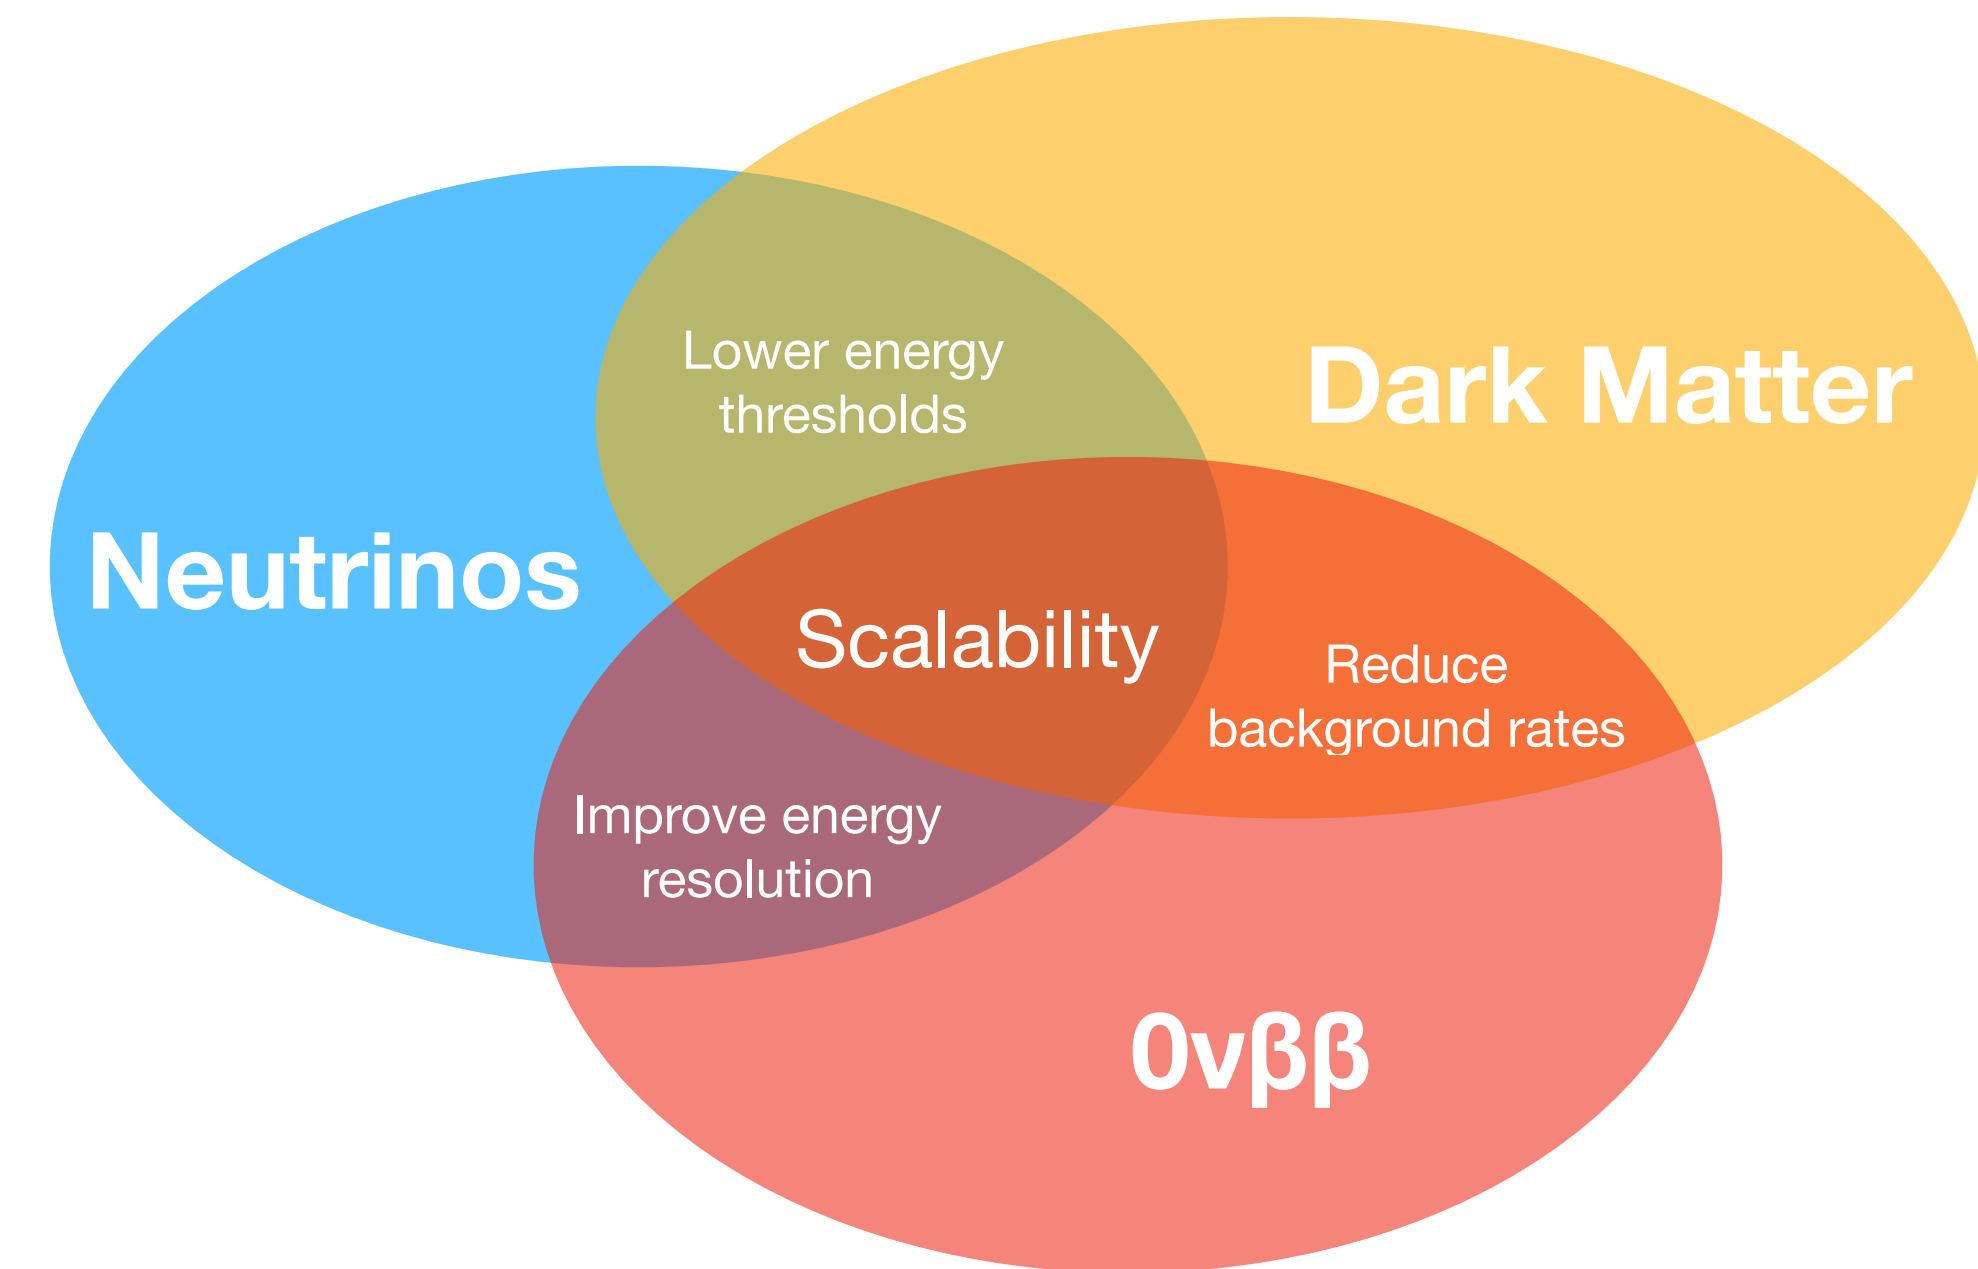 Lower energy
thresholds
Dark Matter
Neutrinos
Scalability
Reduce
background rates
Improve energy
resolution
0νββ